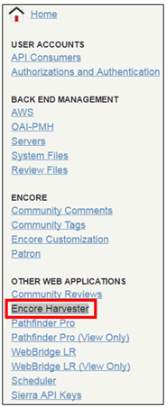 Home
USER ACCOUNTS
API Consumers
Authorizations and Authentication
BACK END MANAGEMENT
AWS
OAI-PMH
Servers
System Files
Review Files
ENCORE
Community Comments
Community Tags
Encore Customization
Patron
OTHER WEB APPLICATIONS
Community Reviews
Encore Harvester
Pathfinder Pro
Pathfinder Pro (View Only)
WebBridge LR
WebBridge LR (View Only)
Scheduler
Sierra API Keys